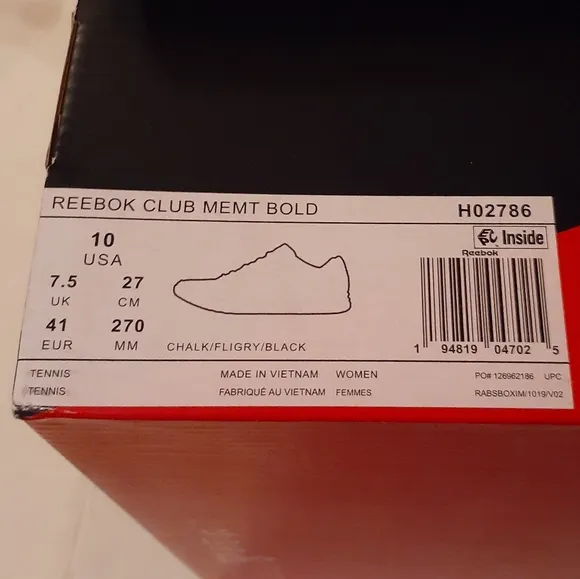 REEBOK CLUB MEMT BOLD H02786
10
USA
Inside
Reebok
7.5 27
UK CM
41 270
EUR MM
CHALK/FLIGRY/BLACK
1 94819 04702 5
TENNIS MADE IN VIETNAM WOMEN PO# 126962186 UPC
TENNIS FABRIQUÉ AU VIETNAM FEMMES RABSBOXIM/1019/V02